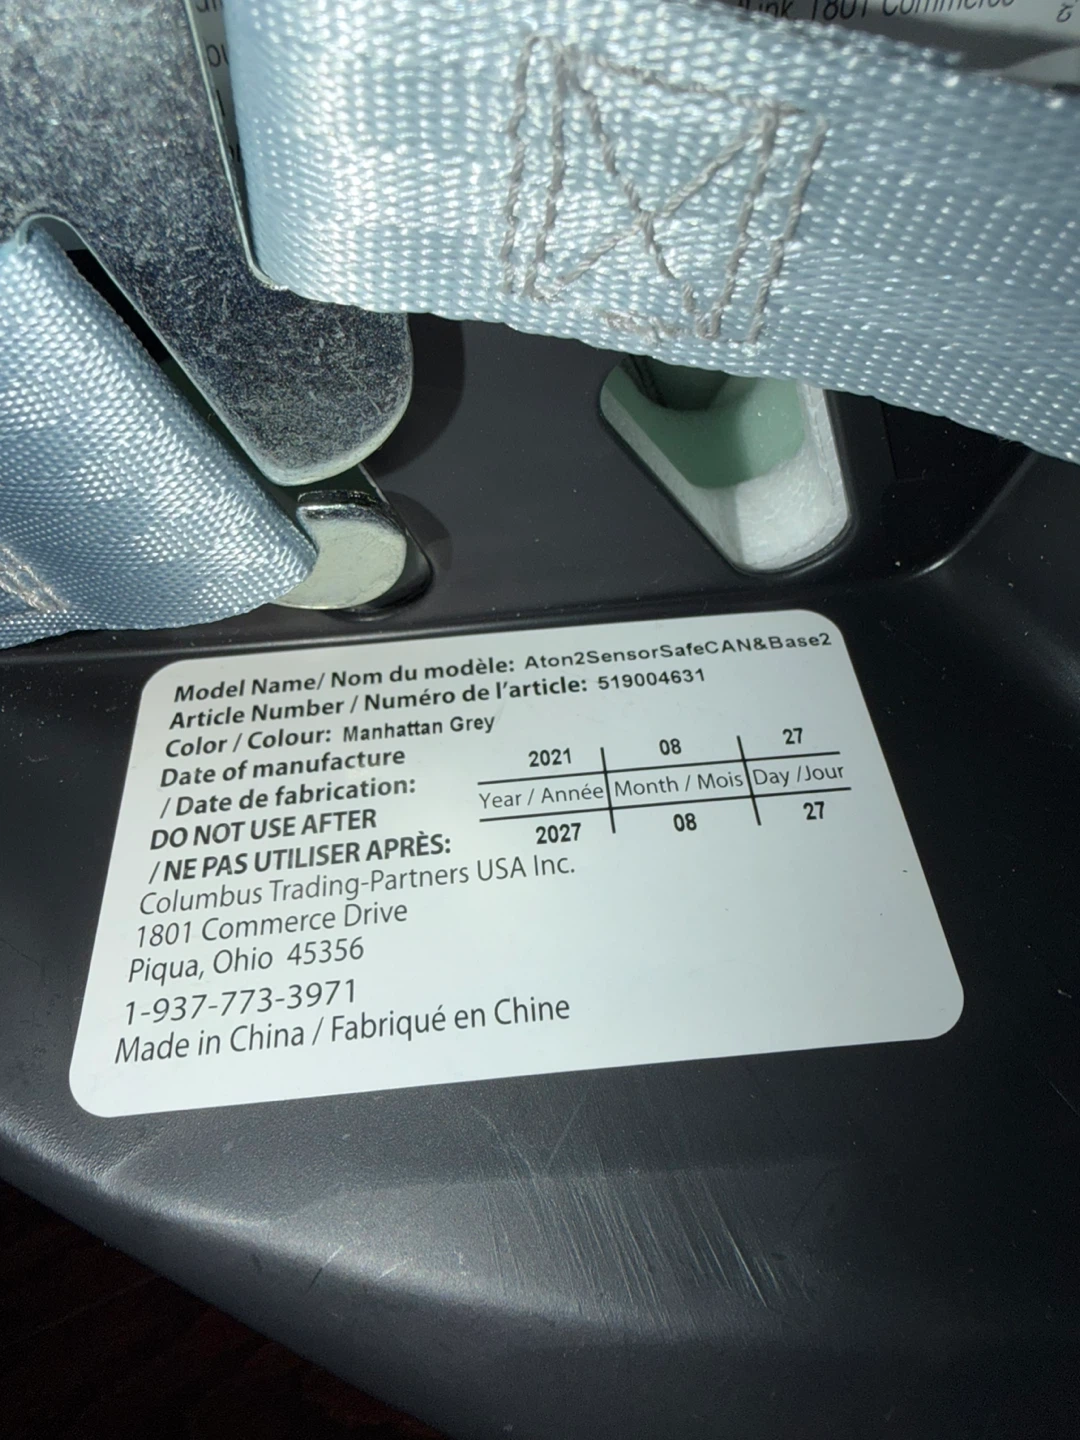 1801 Commerce
Model Name/ Nom du modèle: Aton2SensorSafeCAN&Base2
Article Number / Numéro de l'article: 519004631
Color / Colour: Manhattan Grey
Date of manufacture
/ Date de fabrication:
2021 08 27
Year / Année Month / Mois Day /Jour
DO NOT USE AFTER
/ NE PAS UTILISER APRÈS:
2027 08 27
Columbus Trading-Partners USA Inc.
1801 Commerce Drive
Piqua, Ohio 45356
1-937-773-3971
Made in China / Fabriqué en Chine